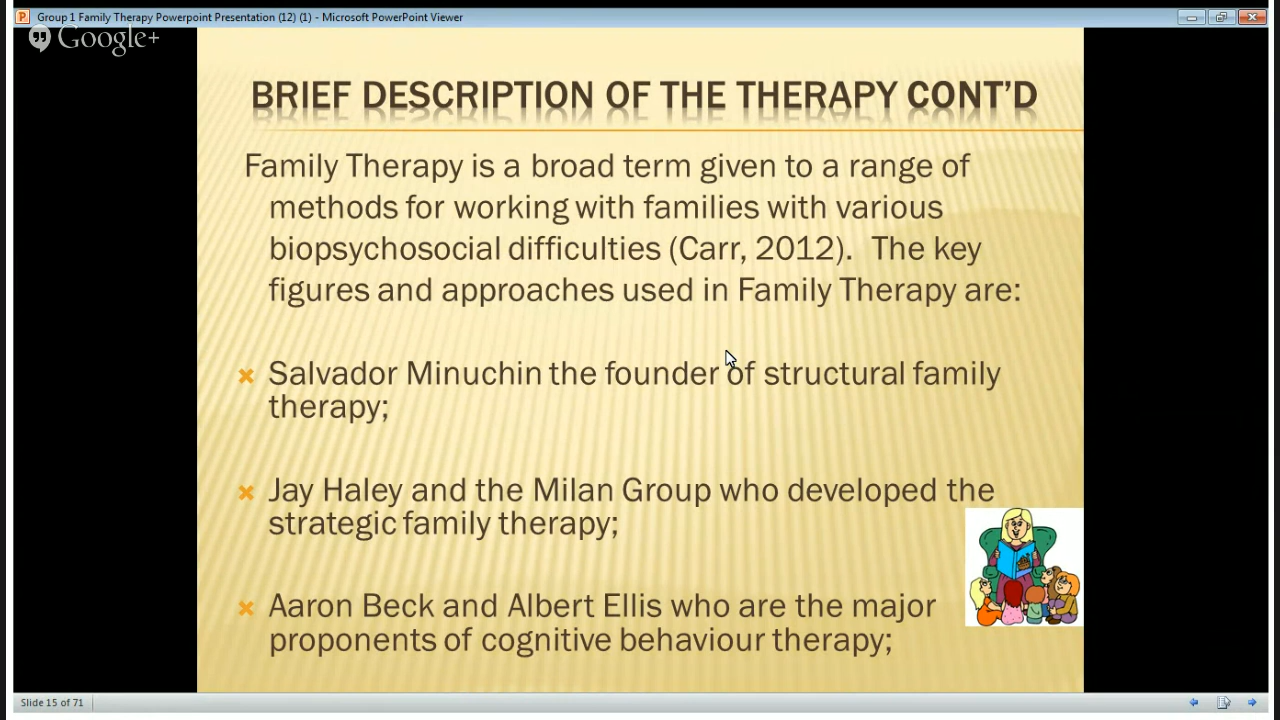 Group 1 Family Therapy Powerpoint Presentation (12) (1) - Microsoft PowerPoint Viewer
Google+
BRIEF DESCRIPTION OF THE THERAPY CONT'D
Family Therapy is a broad term given to a range of
methods for working with families with various
biopsychosocial difficulties (Carr, 2012).  The key
figures and approaches used in Family Therapy are:
Salvador Minuchin the founder of structural family
therapy;
Jay Haley and the Milan Group who developed the
strategic family therapy;
Aaron Beck and Albert Ellis who are the major
proponents of cognitive behaviour therapy;
Slide 15 of 71